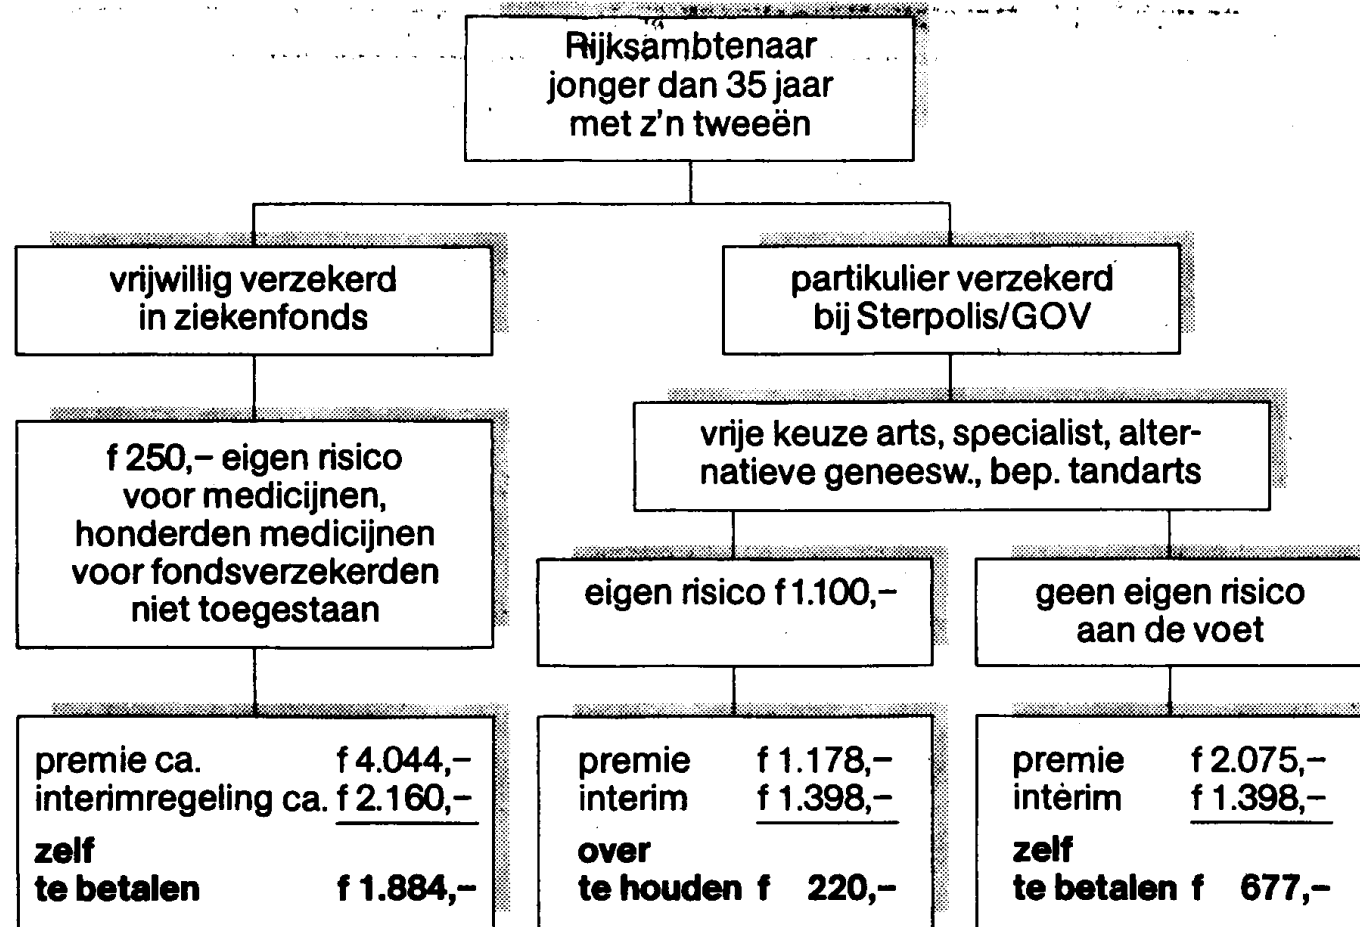 Rijksambtenaar
jonger dan 35 jaar
met z'n tweeën
vrijwillig verzekerd
in ziekenfonds
partikulier verzekerd
bij Sterpolis/GOV
f 250,– eigen risico
voor medicijnen,
honderden medicijnen
voor fondsverzekerden
niet toegestaan
vrije keuze arts, specialist, alter-
natieve geneesw., bep. tandarts
eigen risico f 1.100,–
geen eigen risico
aan de voet
premie ca. f 4.044,–
interimregeling ca. f 2.160,–
zelf
te betalen f 1.884,–
premie f 1.178,–
interim f 1.398,–
over
te houden f 220,–
premie f 2.075,–
interim f 1.398,–
zelf
te betalen f 677,–